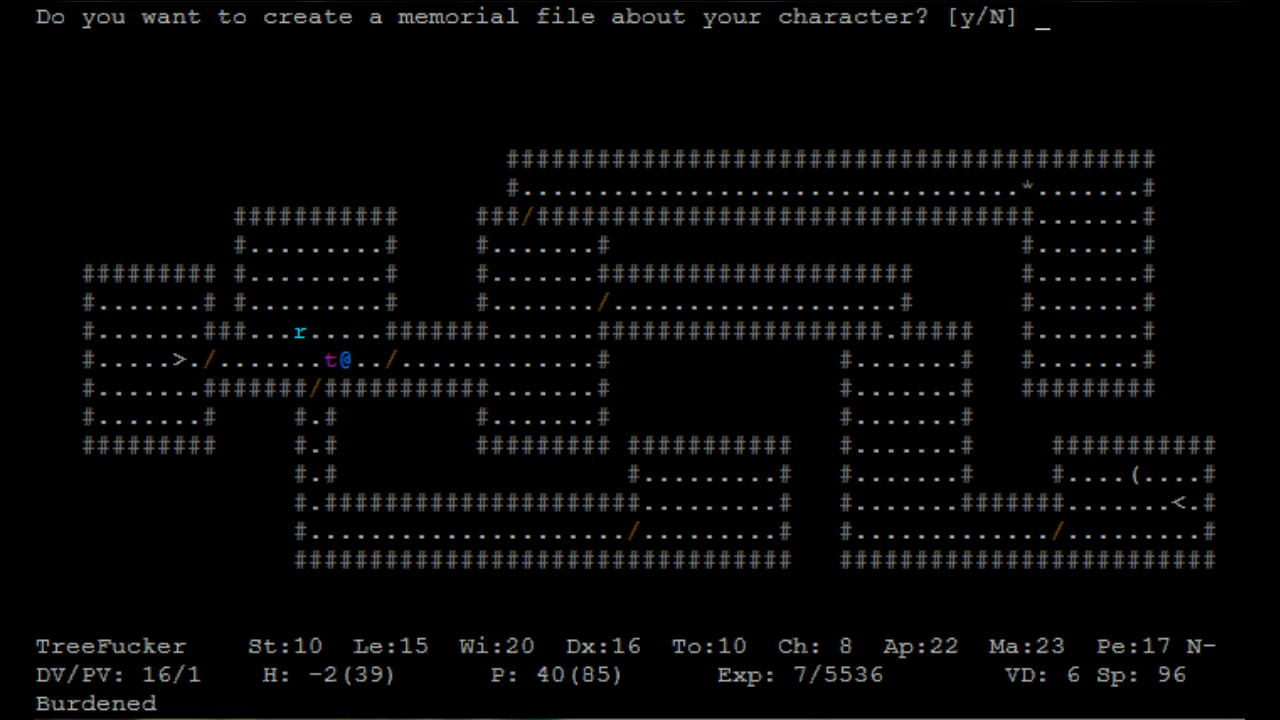 Do you want to create a memorial file about your character? [y/N] _
TreeFucker St:10 Le:15 Wi:20 Dx:16 To:10 Ch: 8 Ap:22 Ma:23 Pe:17 N-
DV/PV: 16/1 H: -2(39) P: 40(85) Exp: 7/5536 VD: 6 Sp: 96
Burdened